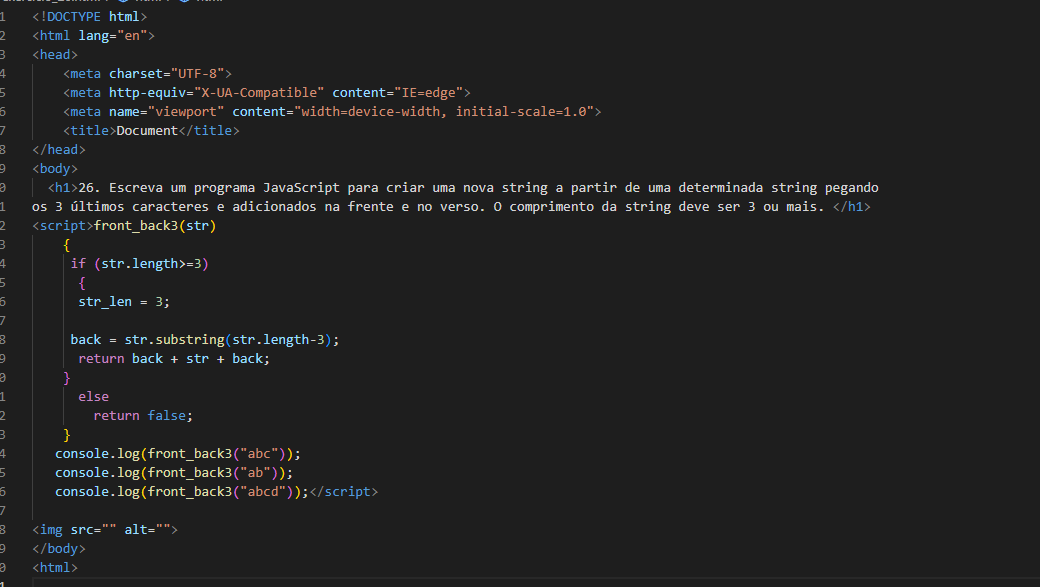 1 <!DOCTYPE html>
2 <html lang="en">
3 <head>
4     <meta charset="UTF-8">
5     <meta http-equiv="X-UA-Compatible" content="IE=edge">
6     <meta name="viewport" content="width=device-width, initial-scale=1.0">
7     <title>Document</title>
8 </head>
9 <body>
0   <h1>26. Escreva um programa JavaScript para criar uma nova string a partir de uma determinada string pegando
1 os 3 últimos caracteres e adicionados na frente e no verso. O comprimento da string deve ser 3 ou mais. </h1>
2 <script>front_back3(str)
3     {
4      if (str.length>=3)
5       {
6       str_len = 3;
7
8      back = str.substring(str.length-3);
9       return back + str + back;
0     }
1       else
2         return false;
3     }
4    console.log(front_back3("abc"));
5    console.log(front_back3("ab"));
6    console.log(front_back3("abcd"));</script>
7
8 <img src="" alt="">
9 </body>
0 <html>
1